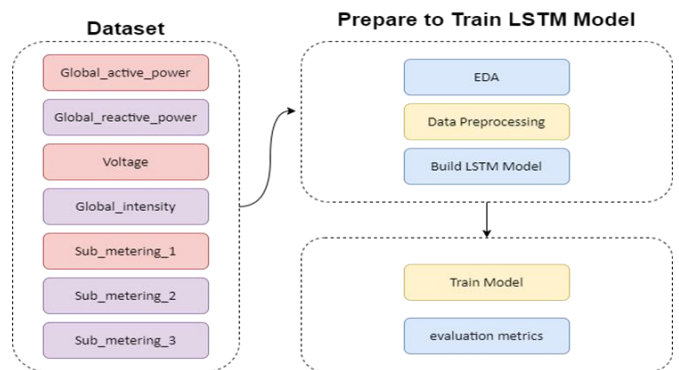 Dataset
Global_active_power
Global_reactive_power
Voltage
Global_intensity
Sub_metering_1
Sub_metering_2
Sub_metering_3
Prepare to Train LSTM Model
EDA
Data Preprocessing
Build LSTM Model
Train Model
evaluation metrics